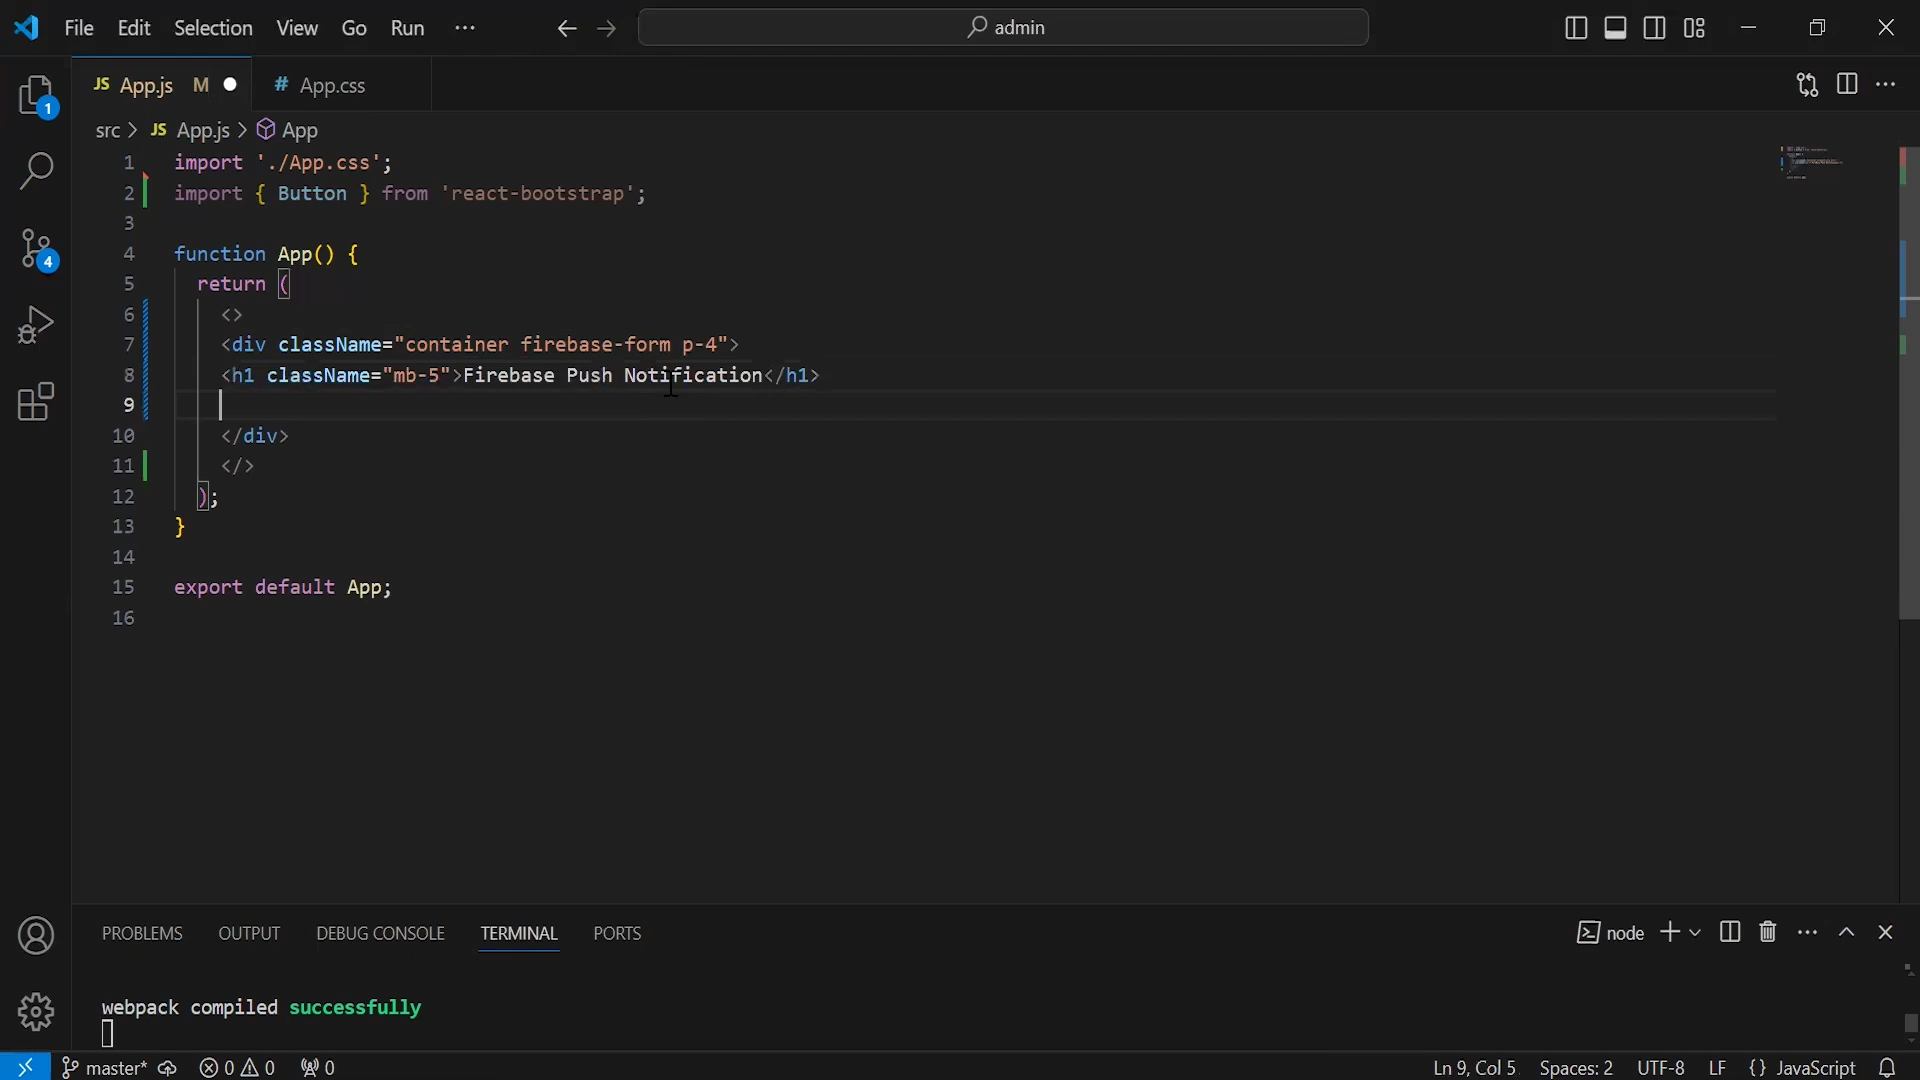 File Edit Selection View Go Run ··· admin
JS App.js M # App.css
src > JS App.js > App
1 import './App.css';
2 import { Button } from 'react-bootstrap';
3
4 function App() {
5 return (
6 <>
7 <div className="container firebase-form p-4">
8 <h1 className="mb-5">Firebase Push Notification</h1>
9
10 </div>
11 </>
12 );
13 }
14
15 export default App;
16
1
4
PROBLEMS OUTPUT DEBUG CONSOLE TERMINAL PORTS node
webpack compiled successfully
master* 0 0 0 Ln 9, Col 5 Spaces: 2 UTF-8 LF {} JavaScript